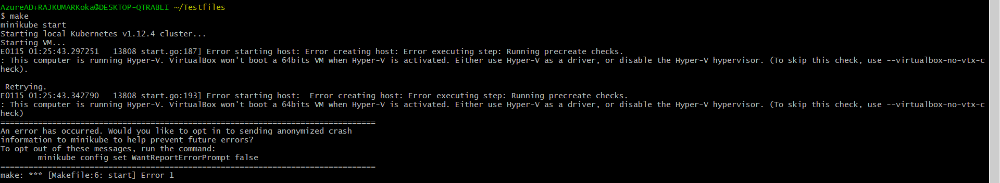 AzureAD+RAJKUMARKoka@DESKTOP-QTRABLI ~/Testfiles
$ make
minikube start
Starting local Kubernetes v1.12.4 cluster...
Starting VM...
E0115 01:25:43.297251   13808 start.go:187] Error starting host: Error creating host: Error executing step: Running precreate checks.
: This computer is running Hyper-V. VirtualBox won't boot a 64bits VM when Hyper-V is activated. Either use Hyper-V as a driver, or disable the Hyper-V hypervisor. (To skip this check, use --virtualbox-no-vtx-c
heck).
 Retrying.
E0115 01:25:43.342790   13808 start.go:193] Error starting host:  Error creating host: Error executing step: Running precreate checks.
: This computer is running Hyper-V. VirtualBox won't boot a 64bits VM when Hyper-V is activated. Either use Hyper-V as a driver, or disable the Hyper-V hypervisor. (To skip this check, use --virtualbox-no-vtx-c
heck)
================================================================================
An error has occurred. Would you like to opt in to sending anonymized crash
information to minikube to help prevent future errors?
To opt out of these messages, run the command:
        minikube config set WantReportErrorPrompt false
================================================================================
make: *** [Makefile:6: start] Error 1